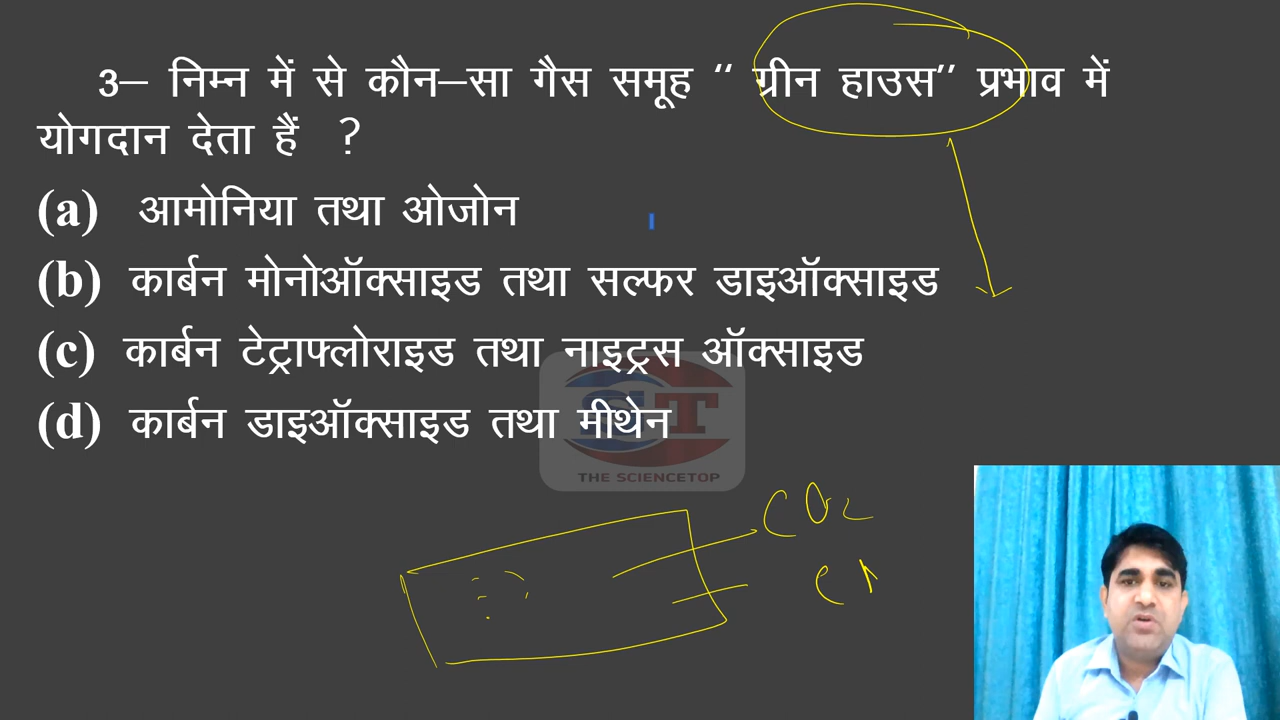 3– निम्न में से कौन–सा गैस समूह “ ग्रीन हाउस” प्रभाव में
योगदान देता हैं ?
(a) आमोनिया तथा ओजोन
(b) कार्बन मोनोऑक्साइड तथा सल्फर डाइऑक्साइड
(c) कार्बन टेट्राफ्लोराइड तथा नाइट्रस ऑक्साइड
(d) कार्बन डाइऑक्साइड तथा मीथेन
ST
THE SCIENCETOP
CO2